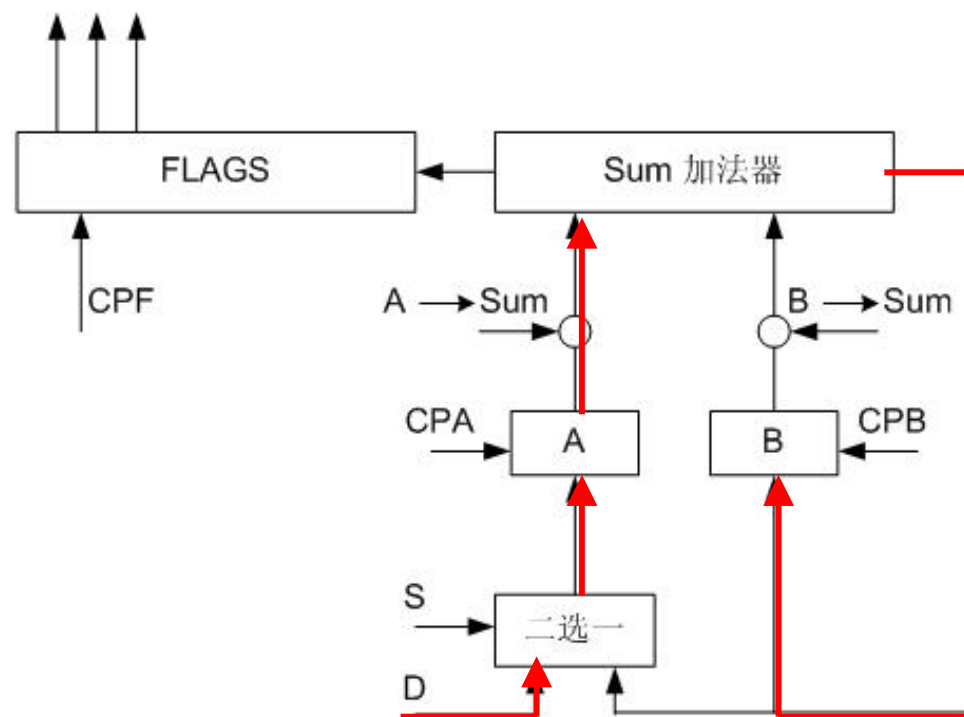 FLAGS
Sum 加法器
CPF
A Sum
B Sum
CPA
A
B
CPB
S
二选一
D